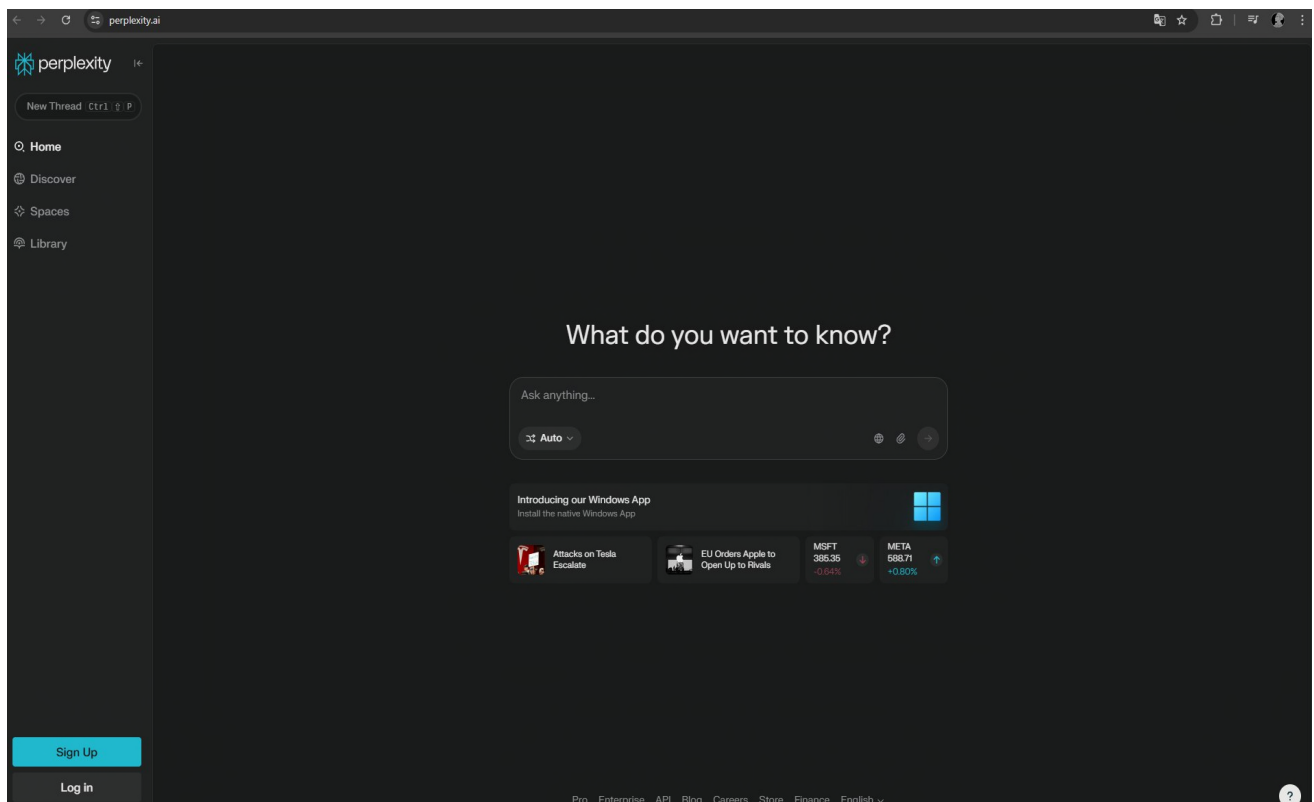 perplexity.ai
perplexity
New Thread Ctrl ⇧ P
Home
Discover
Spaces
Library
What do you want to know?
Ask anything...
Auto
Introducing our Windows App
Install the native Windows App
Attacks on Tesla
Escalate
EU Orders Apple to
Open Up to Rivals
MSFT
385.35
-0.64%
META
588.71
+0.80%
Sign Up
Log in
Pro Enterprise API Blog Careers Store Finance English
?